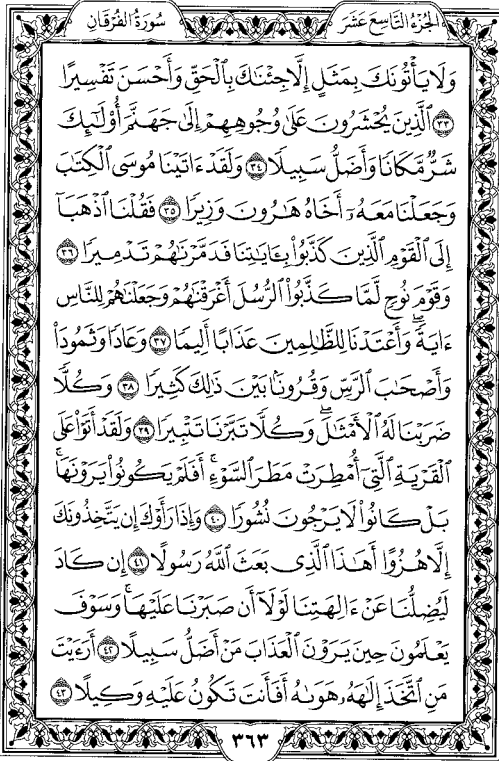 الجزء التاسع عشر
سورة الفرقان
وَلَا يَأْتُونَكَ بِمَثَلٍ إِلَّا جِئْنَٰكَ بِٱلْحَقِّ وَأَحْسَنَ تَفْسِيرًا
٣٣ ٱلَّذِينَ يُحْشَرُونَ عَلَىٰ وُجُوهِهِمْ إِلَىٰ جَهَنَّمَ أُو۟لَٰٓئِكَ
شَرٌّ مَّكَانًا وَأَضَلُّ سَبِيلًا ٣٤ وَلَقَدْ ءَاتَيْنَا مُوسَى ٱلْكِتَٰبَ
وَجَعَلْنَا مَعَهُۥٓ أَخَاهُ هَٰرُونَ وَزِيرًا ٣٥ فَقُلْنَا ٱذْهَبَآ
إِلَى ٱلْقَوْمِ ٱلَّذِينَ كَذَّبُوا۟ بِـَٔايَٰتِنَا فَدَمَّرْنَٰهُمْ تَدْمِيرًا ٣٦
وَقَوْمَ نُوحٍ لَّمَّا كَذَّبُوا۟ ٱلرُّسُلَ أَغْرَقْنَٰهُمْ وَجَعَلْنَٰهُمْ لِلنَّاسِ
ءَايَةً ۖ وَأَعْتَدْنَا لِلظَّٰلِمِينَ عَذَابًا أَلِيمًا ٣٧ وَعَادًا وَثَمُودَا۟
وَأَصْحَٰبَ ٱلرَّسِّ وَقُرُونًۢا بَيْنَ ذَٰلِكَ كَثِيرًا ٣٨ وَكُلًّا
ضَرَبْنَا لَهُ ٱلْأَمْثَٰلَ ۖ وَكُلًّا تَبَّرْنَا تَتْبِيرًا ٣٩ وَلَقَدْ أَتَوْا۟ عَلَى
ٱلْقَرْيَةِ ٱلَّتِىٓ أُمْطِرَتْ مَطَرَ ٱلسَّوْءِ ۚ أَفَلَمْ يَكُونُوا۟ يَرَوْنَهَا ۚ
بَلْ كَانُوا۟ لَا يَرْجُونَ نُشُورًا ٤٠ وَإِذَا رَأَوْكَ إِن يَتَّخِذُونَكَ
إِلَّا هُزُوًا أَهَٰذَا ٱلَّذِى بَعَثَ ٱللَّهُ رَسُولًا ٤١ إِن كَادَ
لَيُضِلُّنَا عَنْ ءَالِهَتِنَا لَوْلَآ أَن صَبَرْنَا عَلَيْهَا ۚ وَسَوْفَ
يَعْلَمُونَ حِينَ يَرَوْنَ ٱلْعَذَابَ مَنْ أَضَلُّ سَبِيلًا ٤٢ أَرَءَيْتَ
مَنِ ٱتَّخَذَ إِلَٰهَهُۥ هَوَىٰهُ أَفَأَنتَ تَكُونُ عَلَيْهِ وَكِيلًا ٤٣
٣٦٣